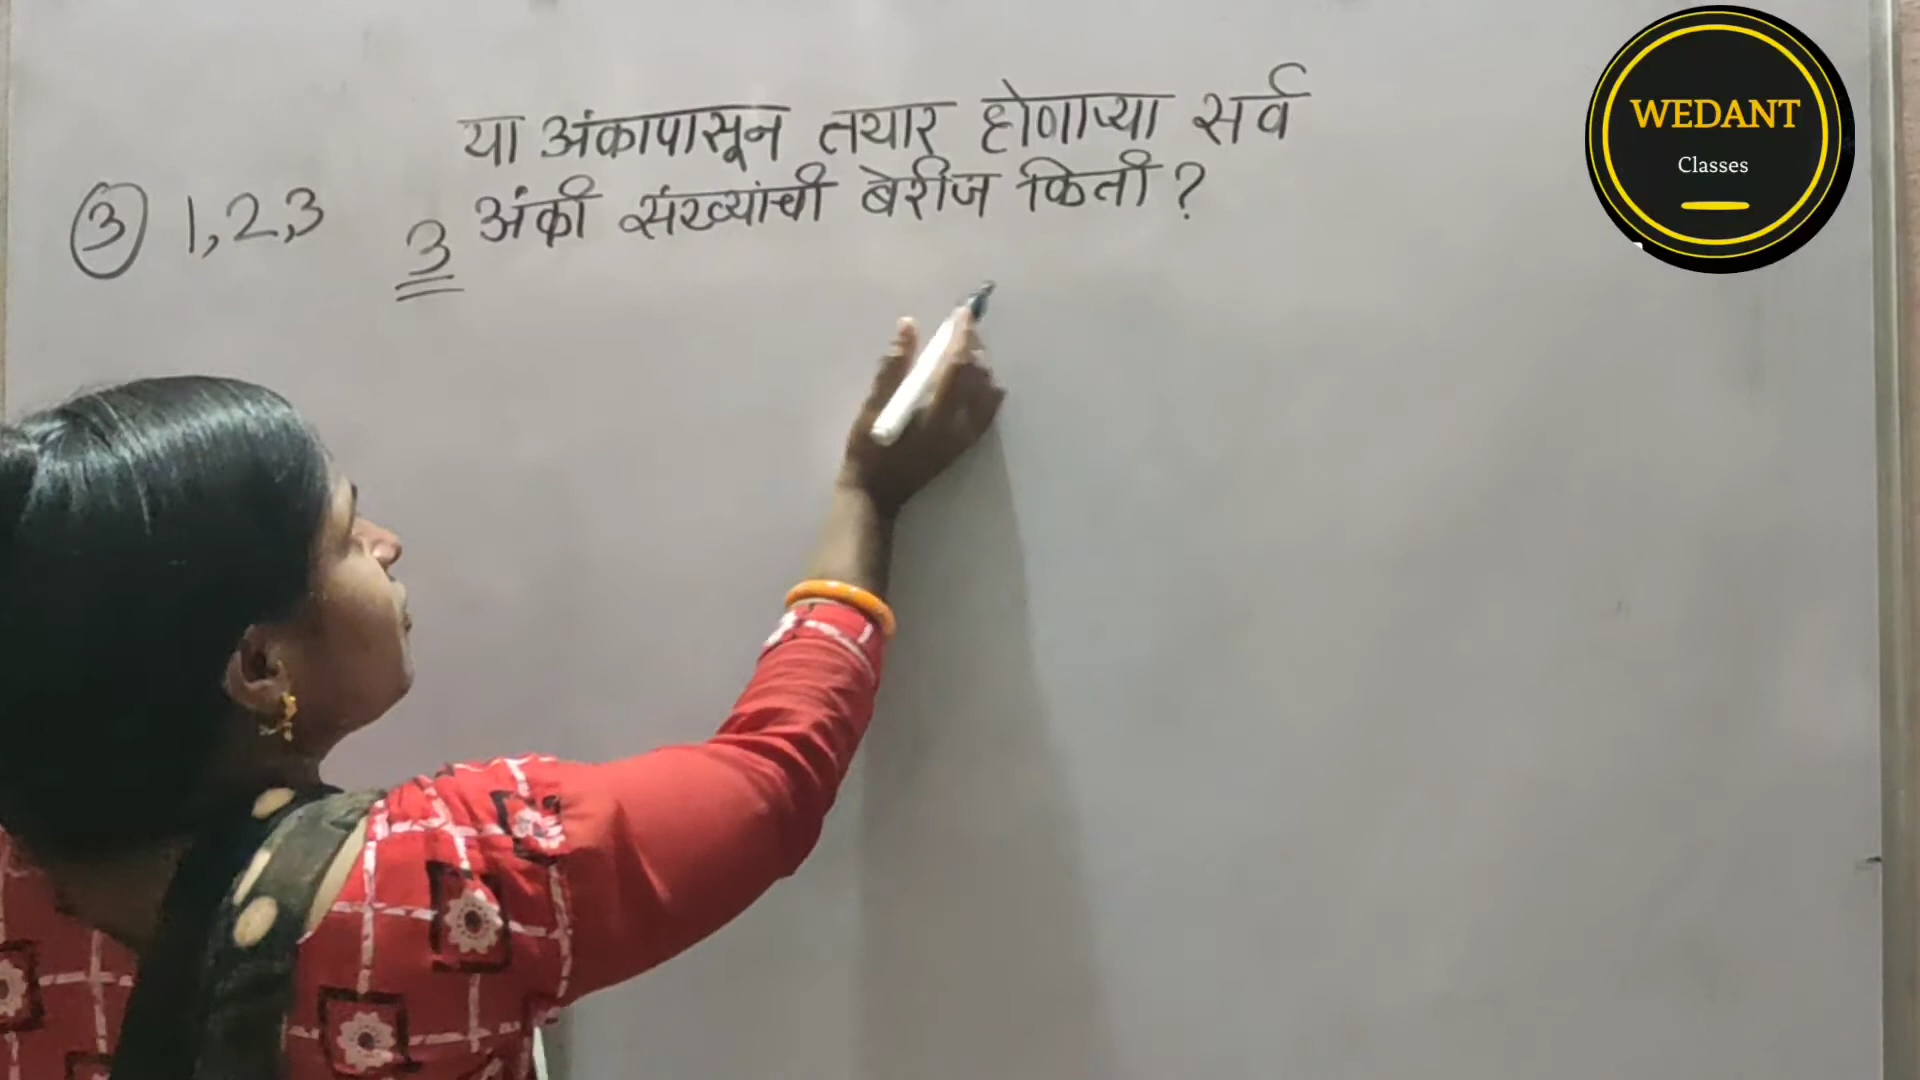 या अंकापासून तयार होणाऱ्या सर्व
③ 1,2,3 3 अंकी संख्यांची बेरीज किती ?
WEDANT
Classes